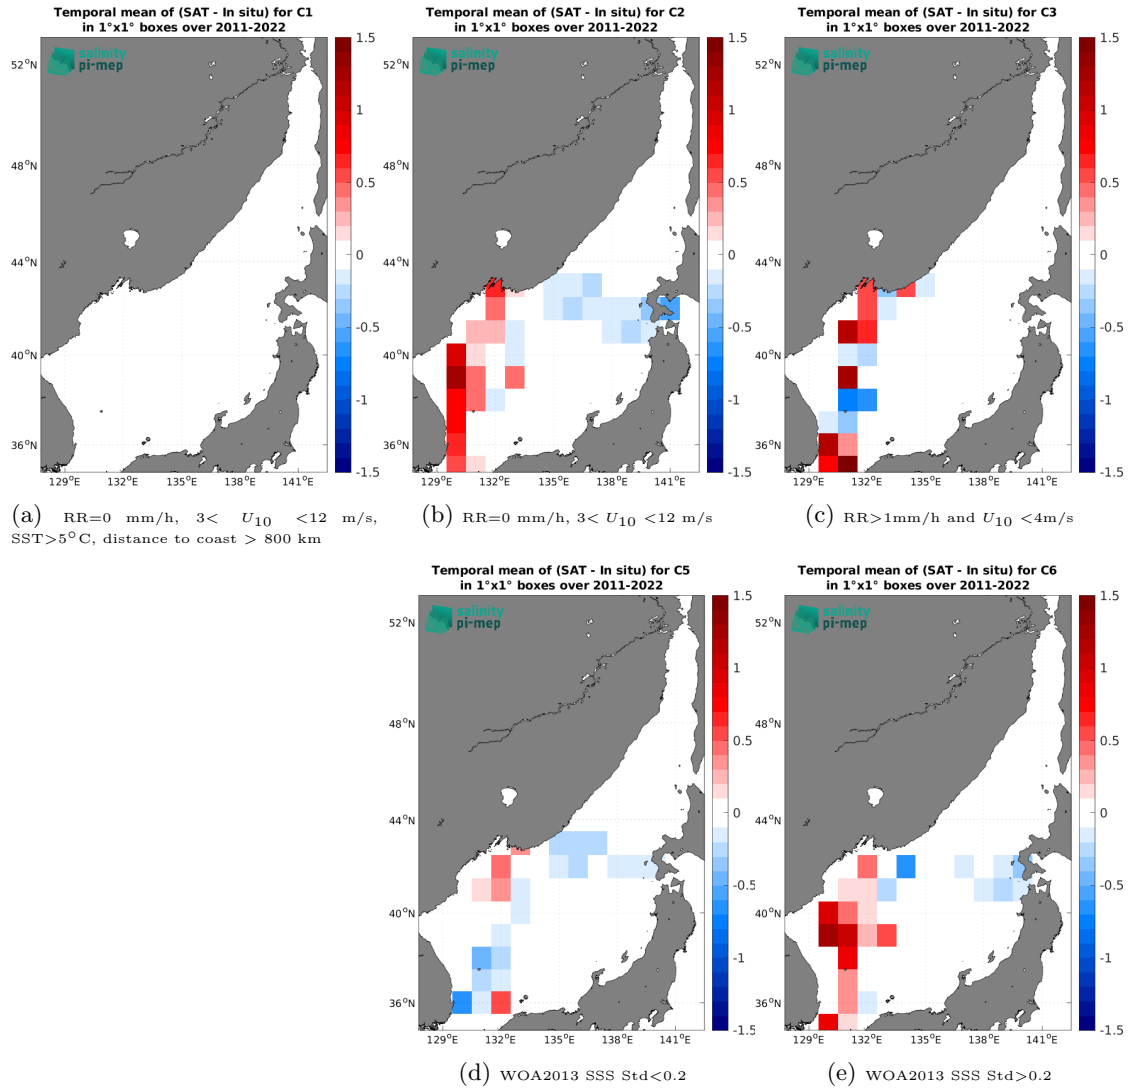 Temporal mean of (SAT - In situ) for C1
in 1°x1° boxes over 2011-2022
salinity
pi-mep
52°N
48°N
44°N
40°N
36°N
129°E 132°E 135°E 138°E 141°E
1.5
1
0.5
0
-0.5
-1
-1.5
(a) RR=0 mm/h, 3< U10 <12 m/s,
SST>5°C, distance to coast > 800 km
Temporal mean of (SAT - In situ) for C2
in 1°x1° boxes over 2011-2022
salinity
pi-mep
52°N
48°N
44°N
40°N
36°N
129°E 132°E 135°E 138°E 141°E
1.5
1
0.5
0
-0.5
-1
-1.5
(b) RR=0 mm/h, 3< U10 <12 m/s
Temporal mean of (SAT - In situ) for C3
in 1°x1° boxes over 2011-2022
salinity
pi-mep
52°N
48°N
44°N
40°N
36°N
129°E 132°E 135°E 138°E 141°E
1.5
1
0.5
0
-0.5
-1
-1.5
(c) RR>1mm/h and U10 <4m/s
Temporal mean of (SAT - In situ) for C5
in 1°x1° boxes over 2011-2022
salinity
pi-mep
52°N
48°N
44°N
40°N
36°N
129°E 132°E 135°E 138°E 141°E
1.5
1
0.5
0
-0.5
-1
-1.5
(d) WOA2013 SSS Std<0.2
Temporal mean of (SAT - In situ) for C6
in 1°x1° boxes over 2011-2022
salinity
pi-mep
52°N
48°N
44°N
40°N
36°N
129°E 132°E 135°E 138°E 141°E
1.5
1
0.5
0
-0.5
-1
-1.5
(e) WOA2013 SSS Std>0.2